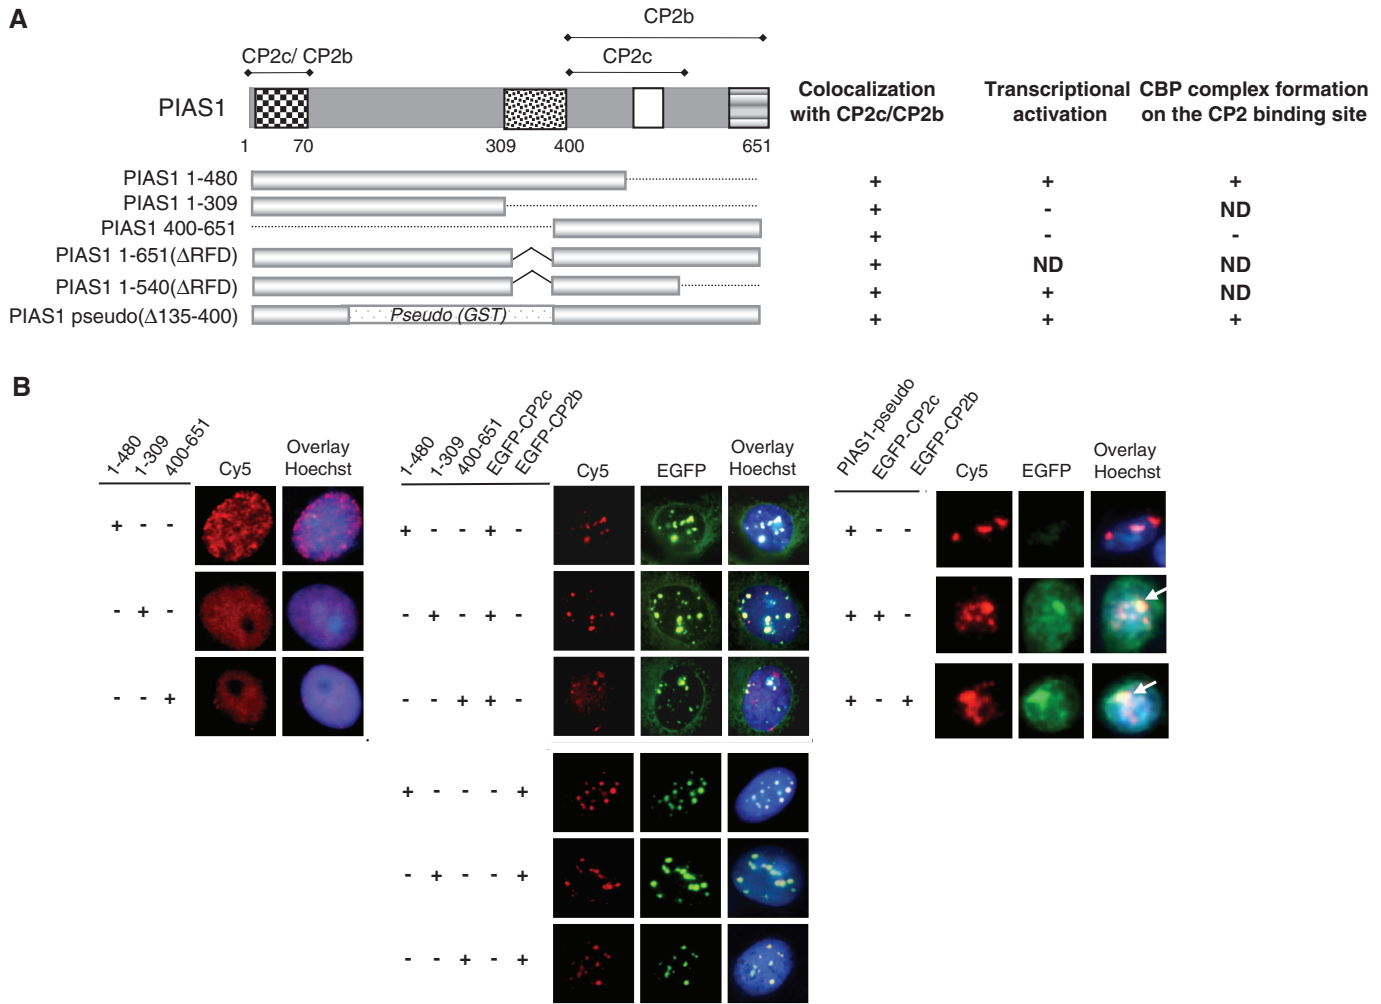 A
CP2b
CP2c/ CP2b
CP2c
PIAS1
1 70 309 400 651
Colocalization with CP2c/CP2b
Transcriptional activation
CBP complex formation on the CP2 binding site
PIAS1 1-480 + + +
PIAS1 1-309 + - ND
PIAS1 400-651 + - -
PIAS1 1-651(ΔRFD) + ND ND
PIAS1 1-540(ΔRFD) + + ND
PIAS1 pseudo(Δ135-400) Pseudo (GST) + + +
B
1-480 1-309 400-651 Cy5 Overlay Hoechst
+ - -
- + -
- - +
1-480 1-309 400-651 EGFP-CP2c EGFP-CP2b Cy5 EGFP Overlay Hoechst
+ - - + -
- + - + -
- - + + -
+ - - - +
- + - - +
- - + - +
PIAS1-pseudo EGFP-CP2c EGFP-CP2b Cy5 EGFP Overlay Hoechst
+ - -
+ + -
+ - +